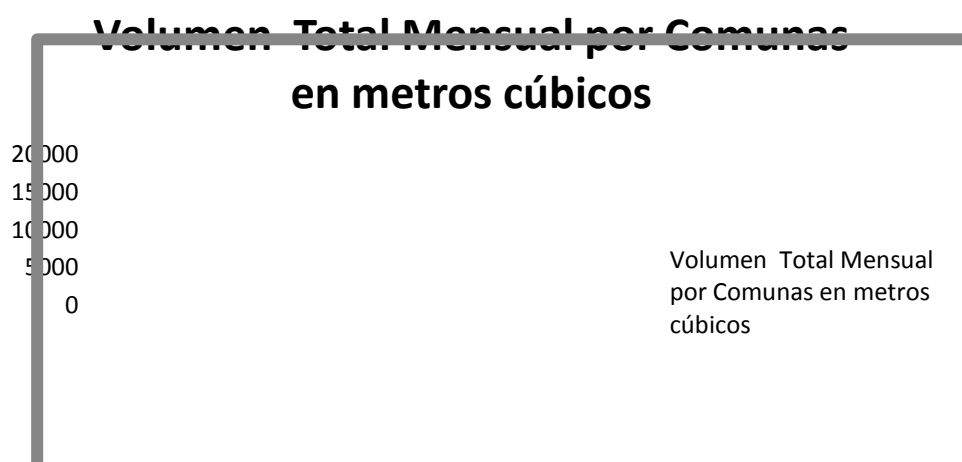 Volumen  Total Mensual por Comunas
en metros cúbicos
20000
15000
10000
5000
0
Volumen  Total Mensual
por Comunas en metros
cúbicos